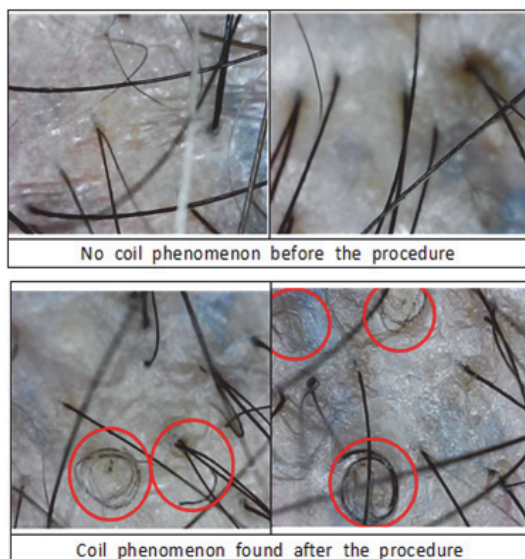 No coil phenomenon before the procedure
Coil phenomenon found after the procedure